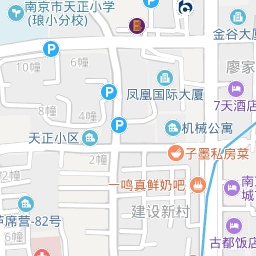 南京市天正小学
(琅小分校)
金谷大厦
廖家
10幢
6幢
凤凰国际大厦
8幢
7天酒店
4幢
机械公寓
天正小区
子墨私房菜
2幢
一鸣真鲜奶吧
南京
城
建设新村
芦席营-82号
古都饭店
P
P
P
P